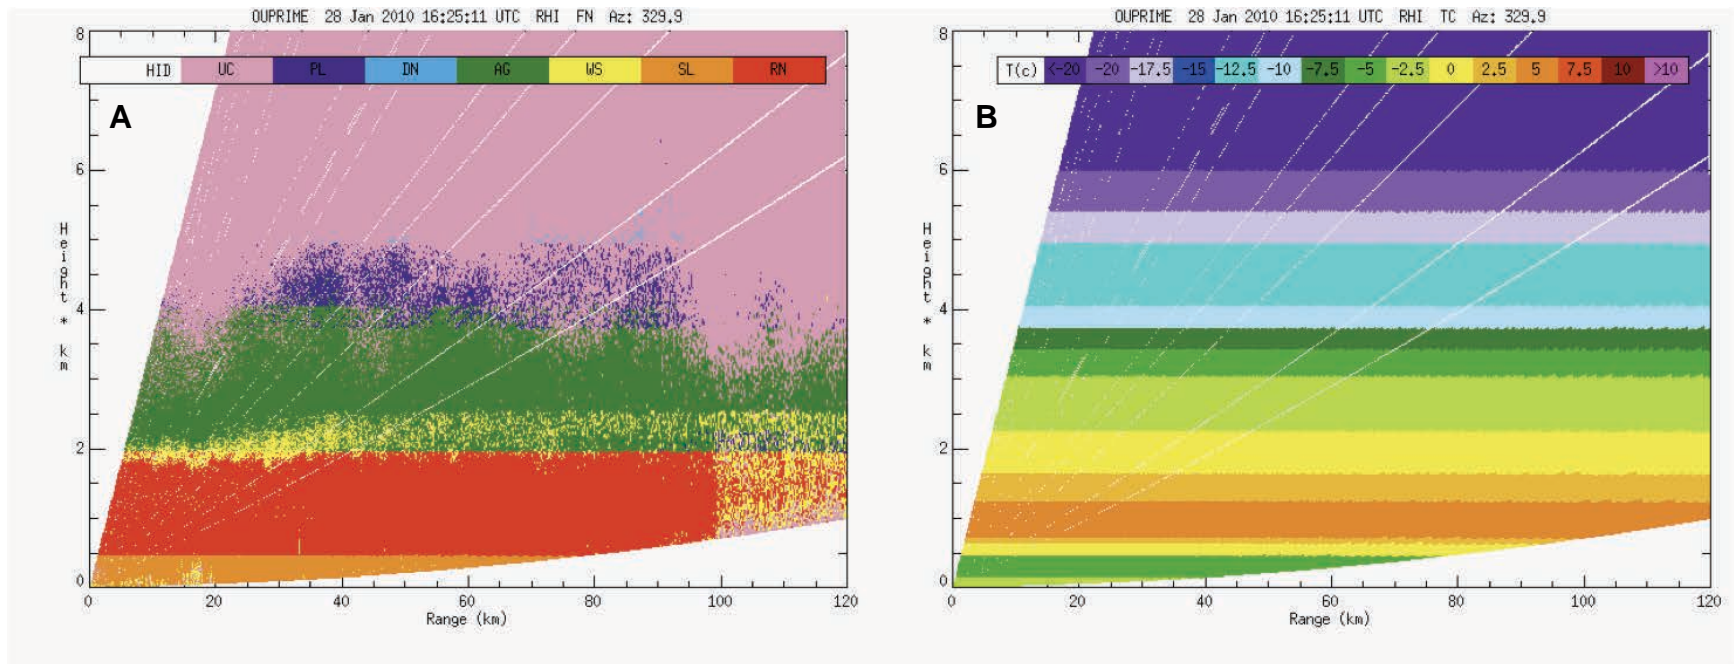 OUPRIME 28 Jan 2010 16:25:11 UTC RHI FN Az: 329.9
8
HID UC PL DN AG WS SL RN
A
6
Height * km
4
2
0
0 20 40 60 80 100 120
Range (km)
OUPRIME 28 Jan 2010 16:25:11 UTC RHI TC Az: 329.9
8
T(c) <-20 -20 -17.5 -15 -12.5 -10 -7.5 -5 -2.5 0 2.5 5 7.5 10 >10
B
6
Height * km
4
2
0
0 20 40 60 80 100 120
Range (km)